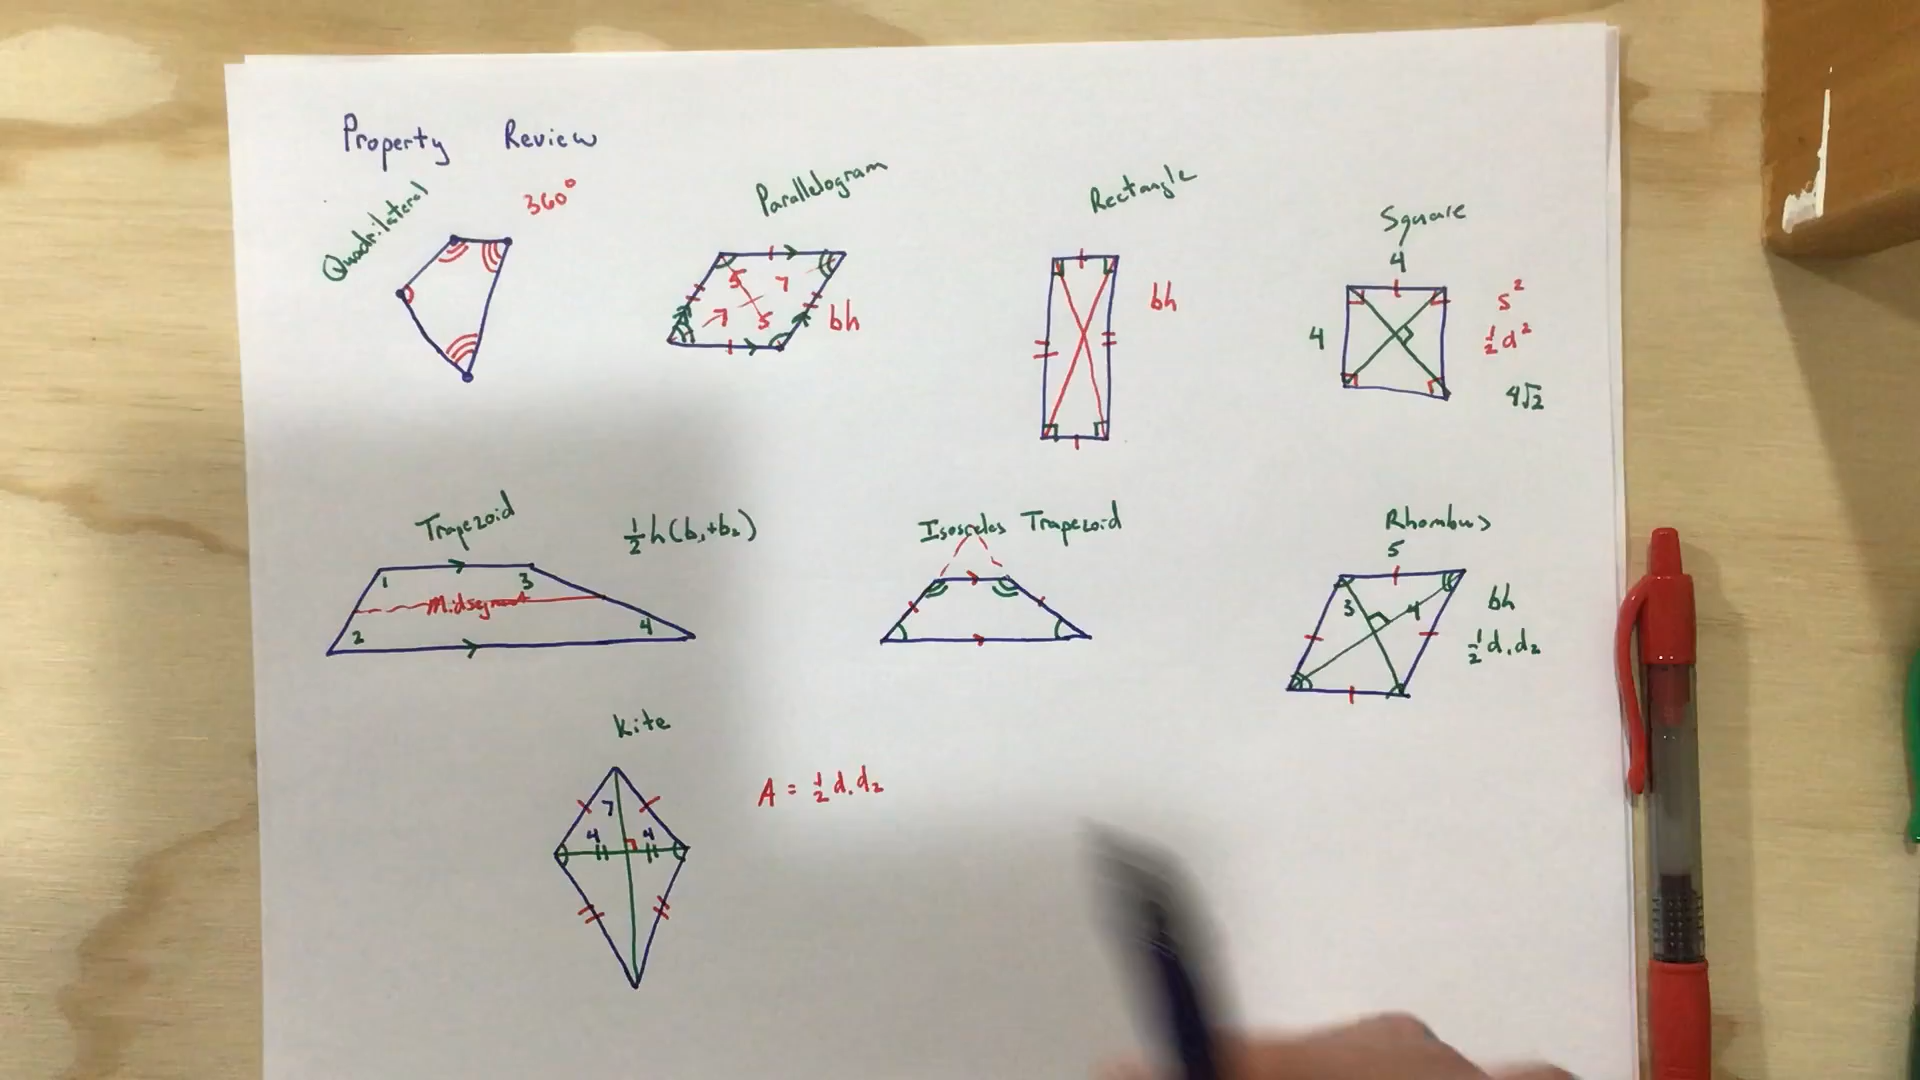 Property Review
Quadrilateral
360°
Parallelogram
5 7
7 5
bh
Rectangle
bh
Square
4
4
s²
½d²
4√2
Trapezoid
½h(b₁+b₂)
1 3
Midsegment
2 4
Isosceles Trapezoid
Rhombus
5
3 4
bh
½d₁d₂
Kite
7
4 4
A = ½d₁d₂